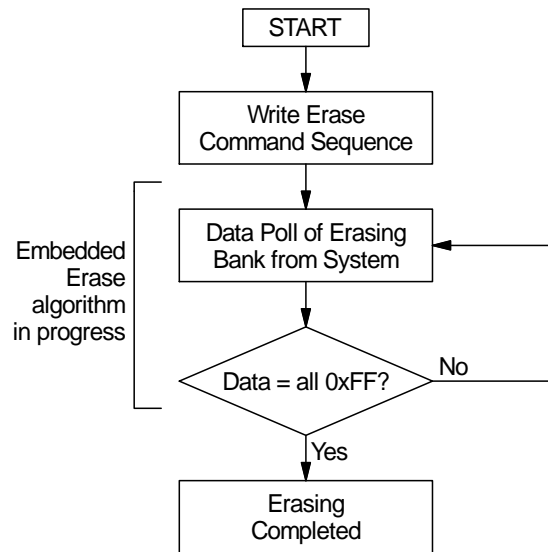 START
Write Erase
Command Sequence
Data Poll of Erasing
Bank from System
Embedded
Erase
algorithm
in progress
Data = all 0xFF?
No
Yes
Erasing
Completed